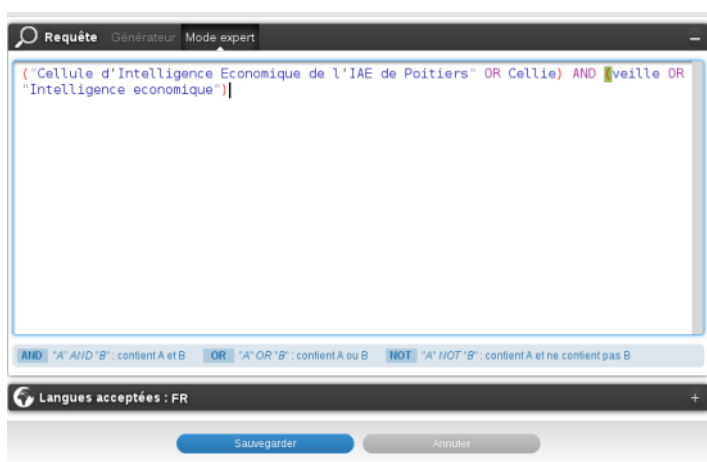 Requête Générateur Mode expert
("Cellule d'Intelligence Economique de l'IAE de Poitiers" OR Cellie) AND (veille OR
"Intelligence economique")
AND "A" AND "B" : contient A et B OR "A" OR "B" : contient A ou B NOT "A" NOT "B" : contient A et ne contient pas B
Langues acceptées : FR
Sauvegarder Annuler